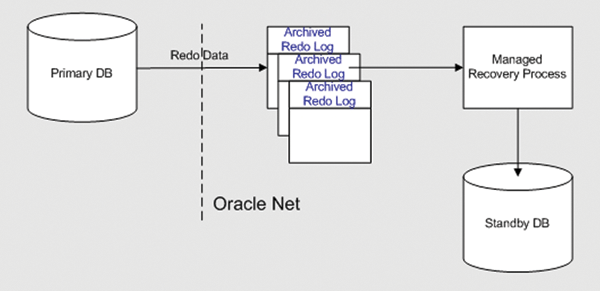 Primary DB
Redo Data
Archived
Redo Log
Archived
Redo Log
Archived
Redo Log
Managed
Recovery Process
Oracle Net
Standby DB